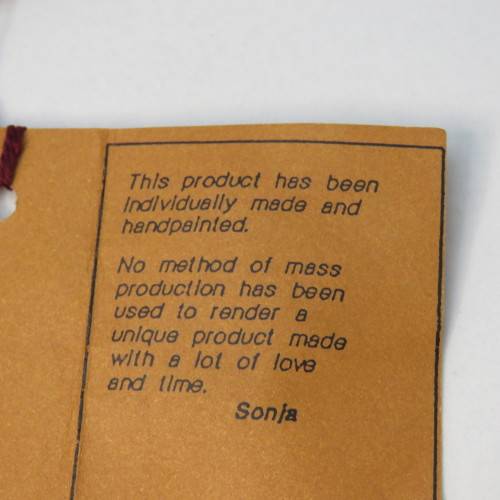 This product has been
individually made and
handpainted.
No method of mass
production has been
used to render a
unique product made
with a lot of love
and time.
Sonja